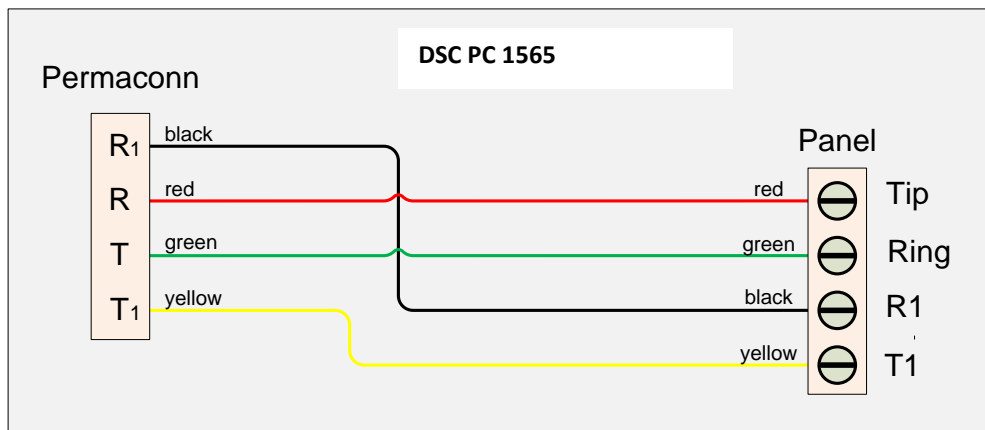 DSC PC 1565
Permaconn
Panel
R1 black
R red red Tip
T green green Ring
black R1
T1 yellow
yellow T1